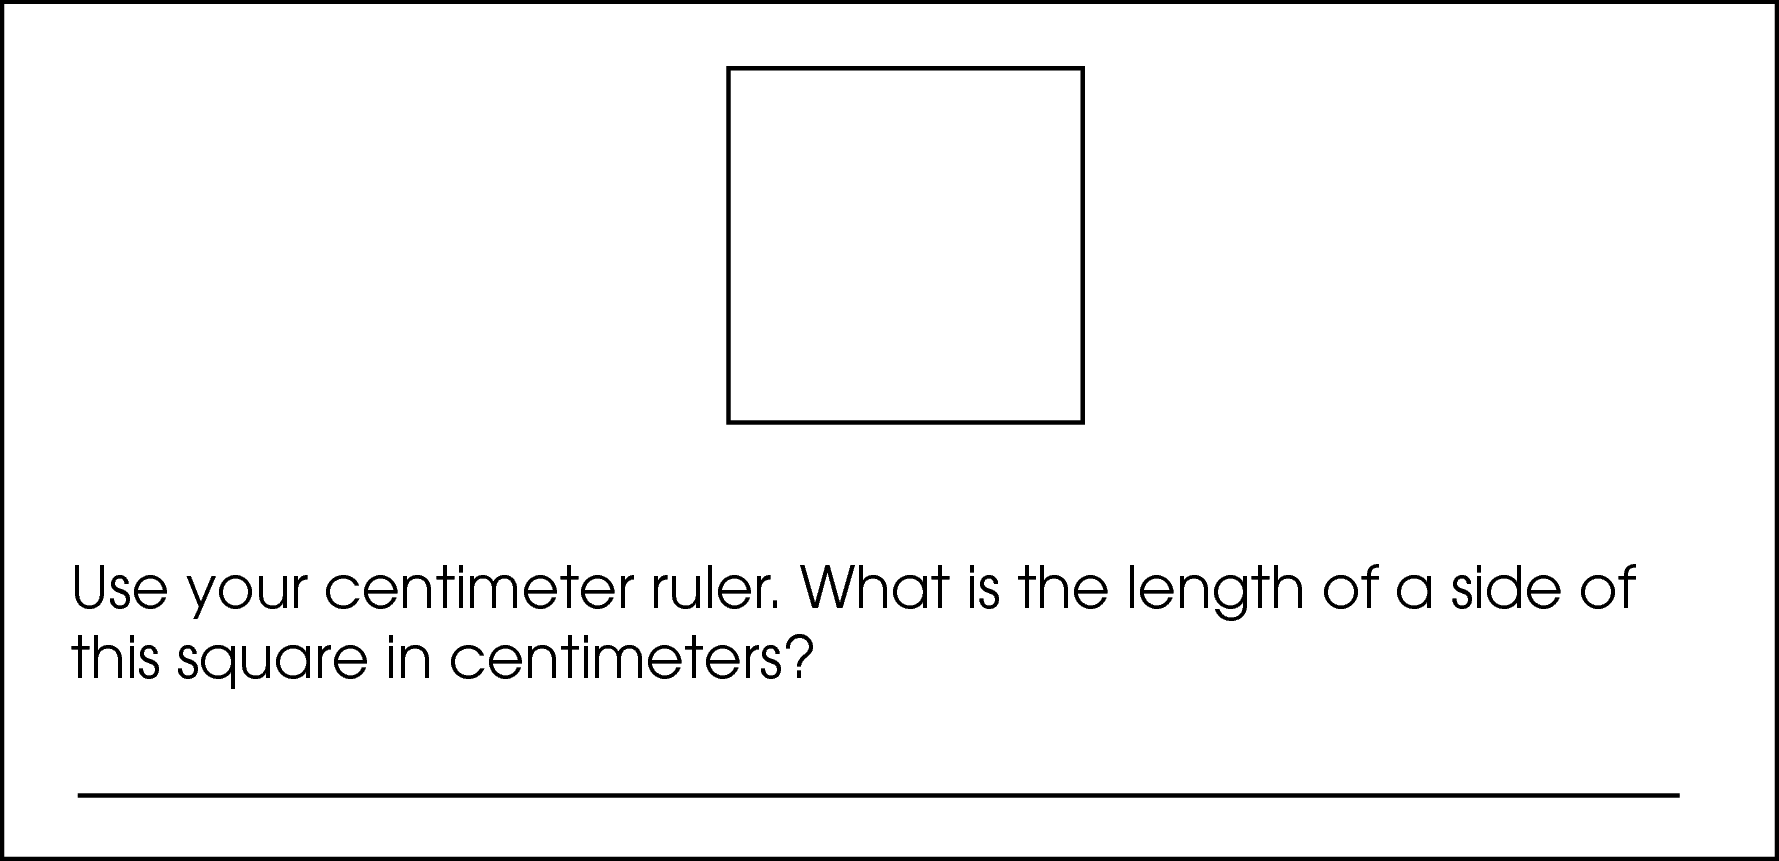 Use your centimeter ruler. What is the length of a side of
this square in centimeters?